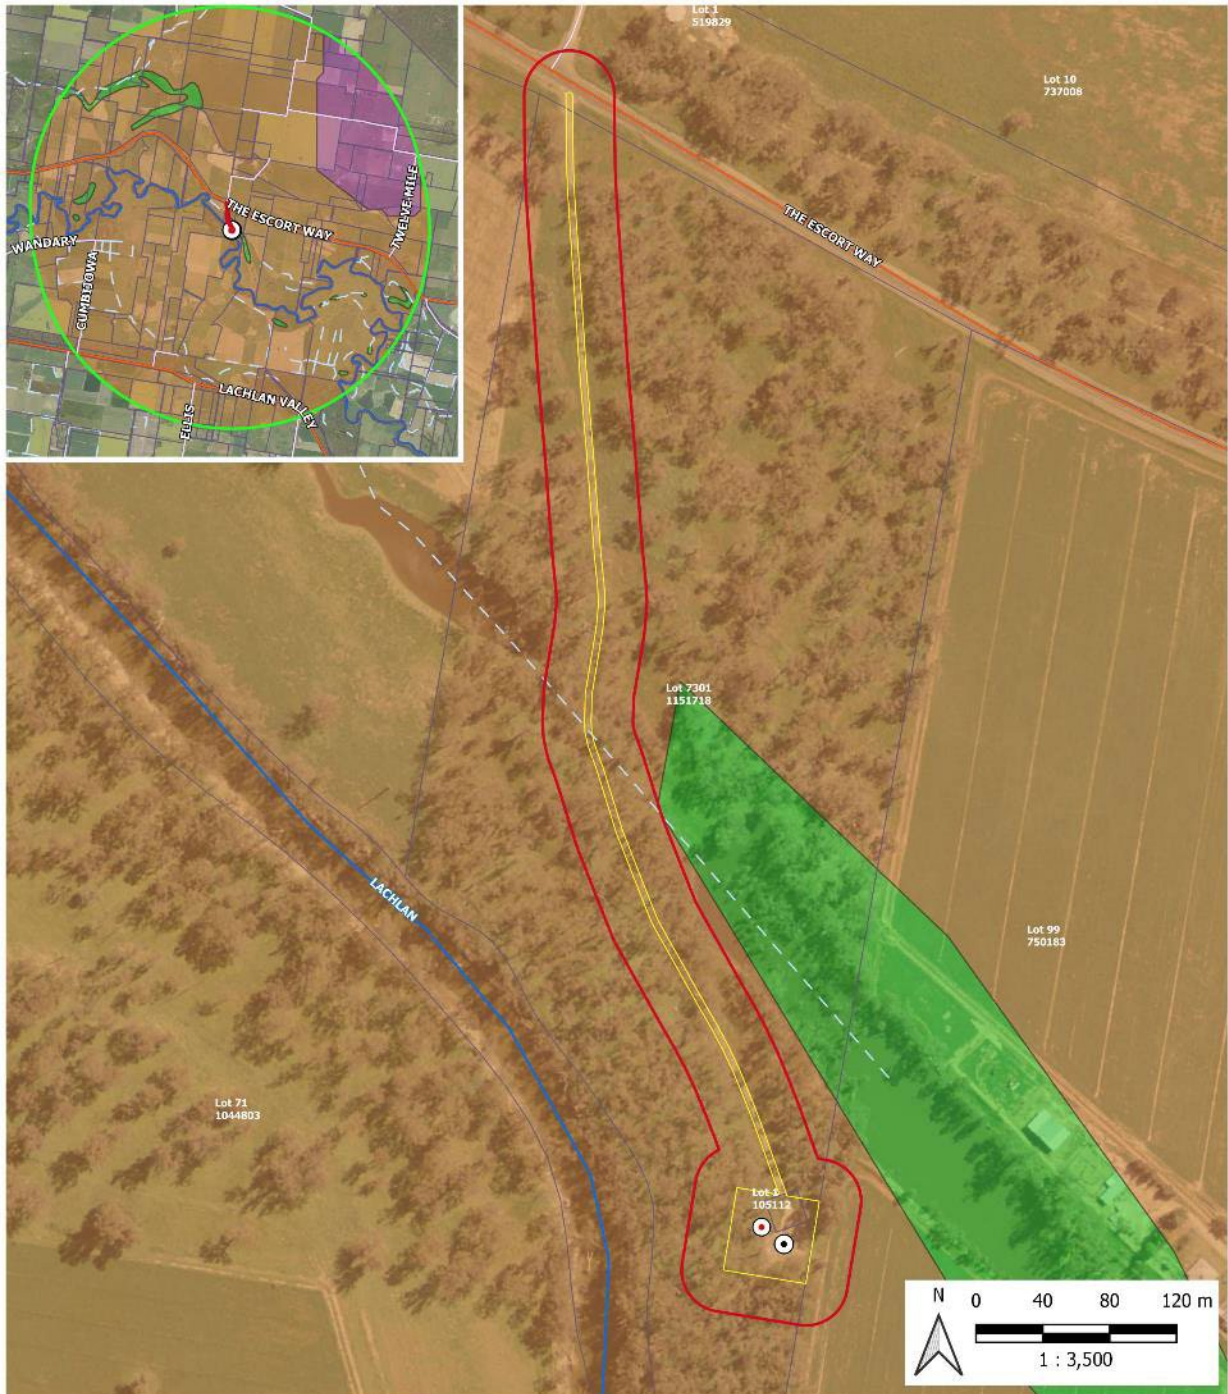 Lot 1
519829
Lot 10
737008
THE ESCORT WAY
TWELVE MILE
WANDARY
CUMBIJOWA
LACHLAN VALLEY
ELLIS
THE ESCORT WAY
Lot 7301
1151718
LACHLAN
Lot 99
750183
Lot 71
1044803
Lot 1
105112
N
0 40 80 120 m
1 : 3,500